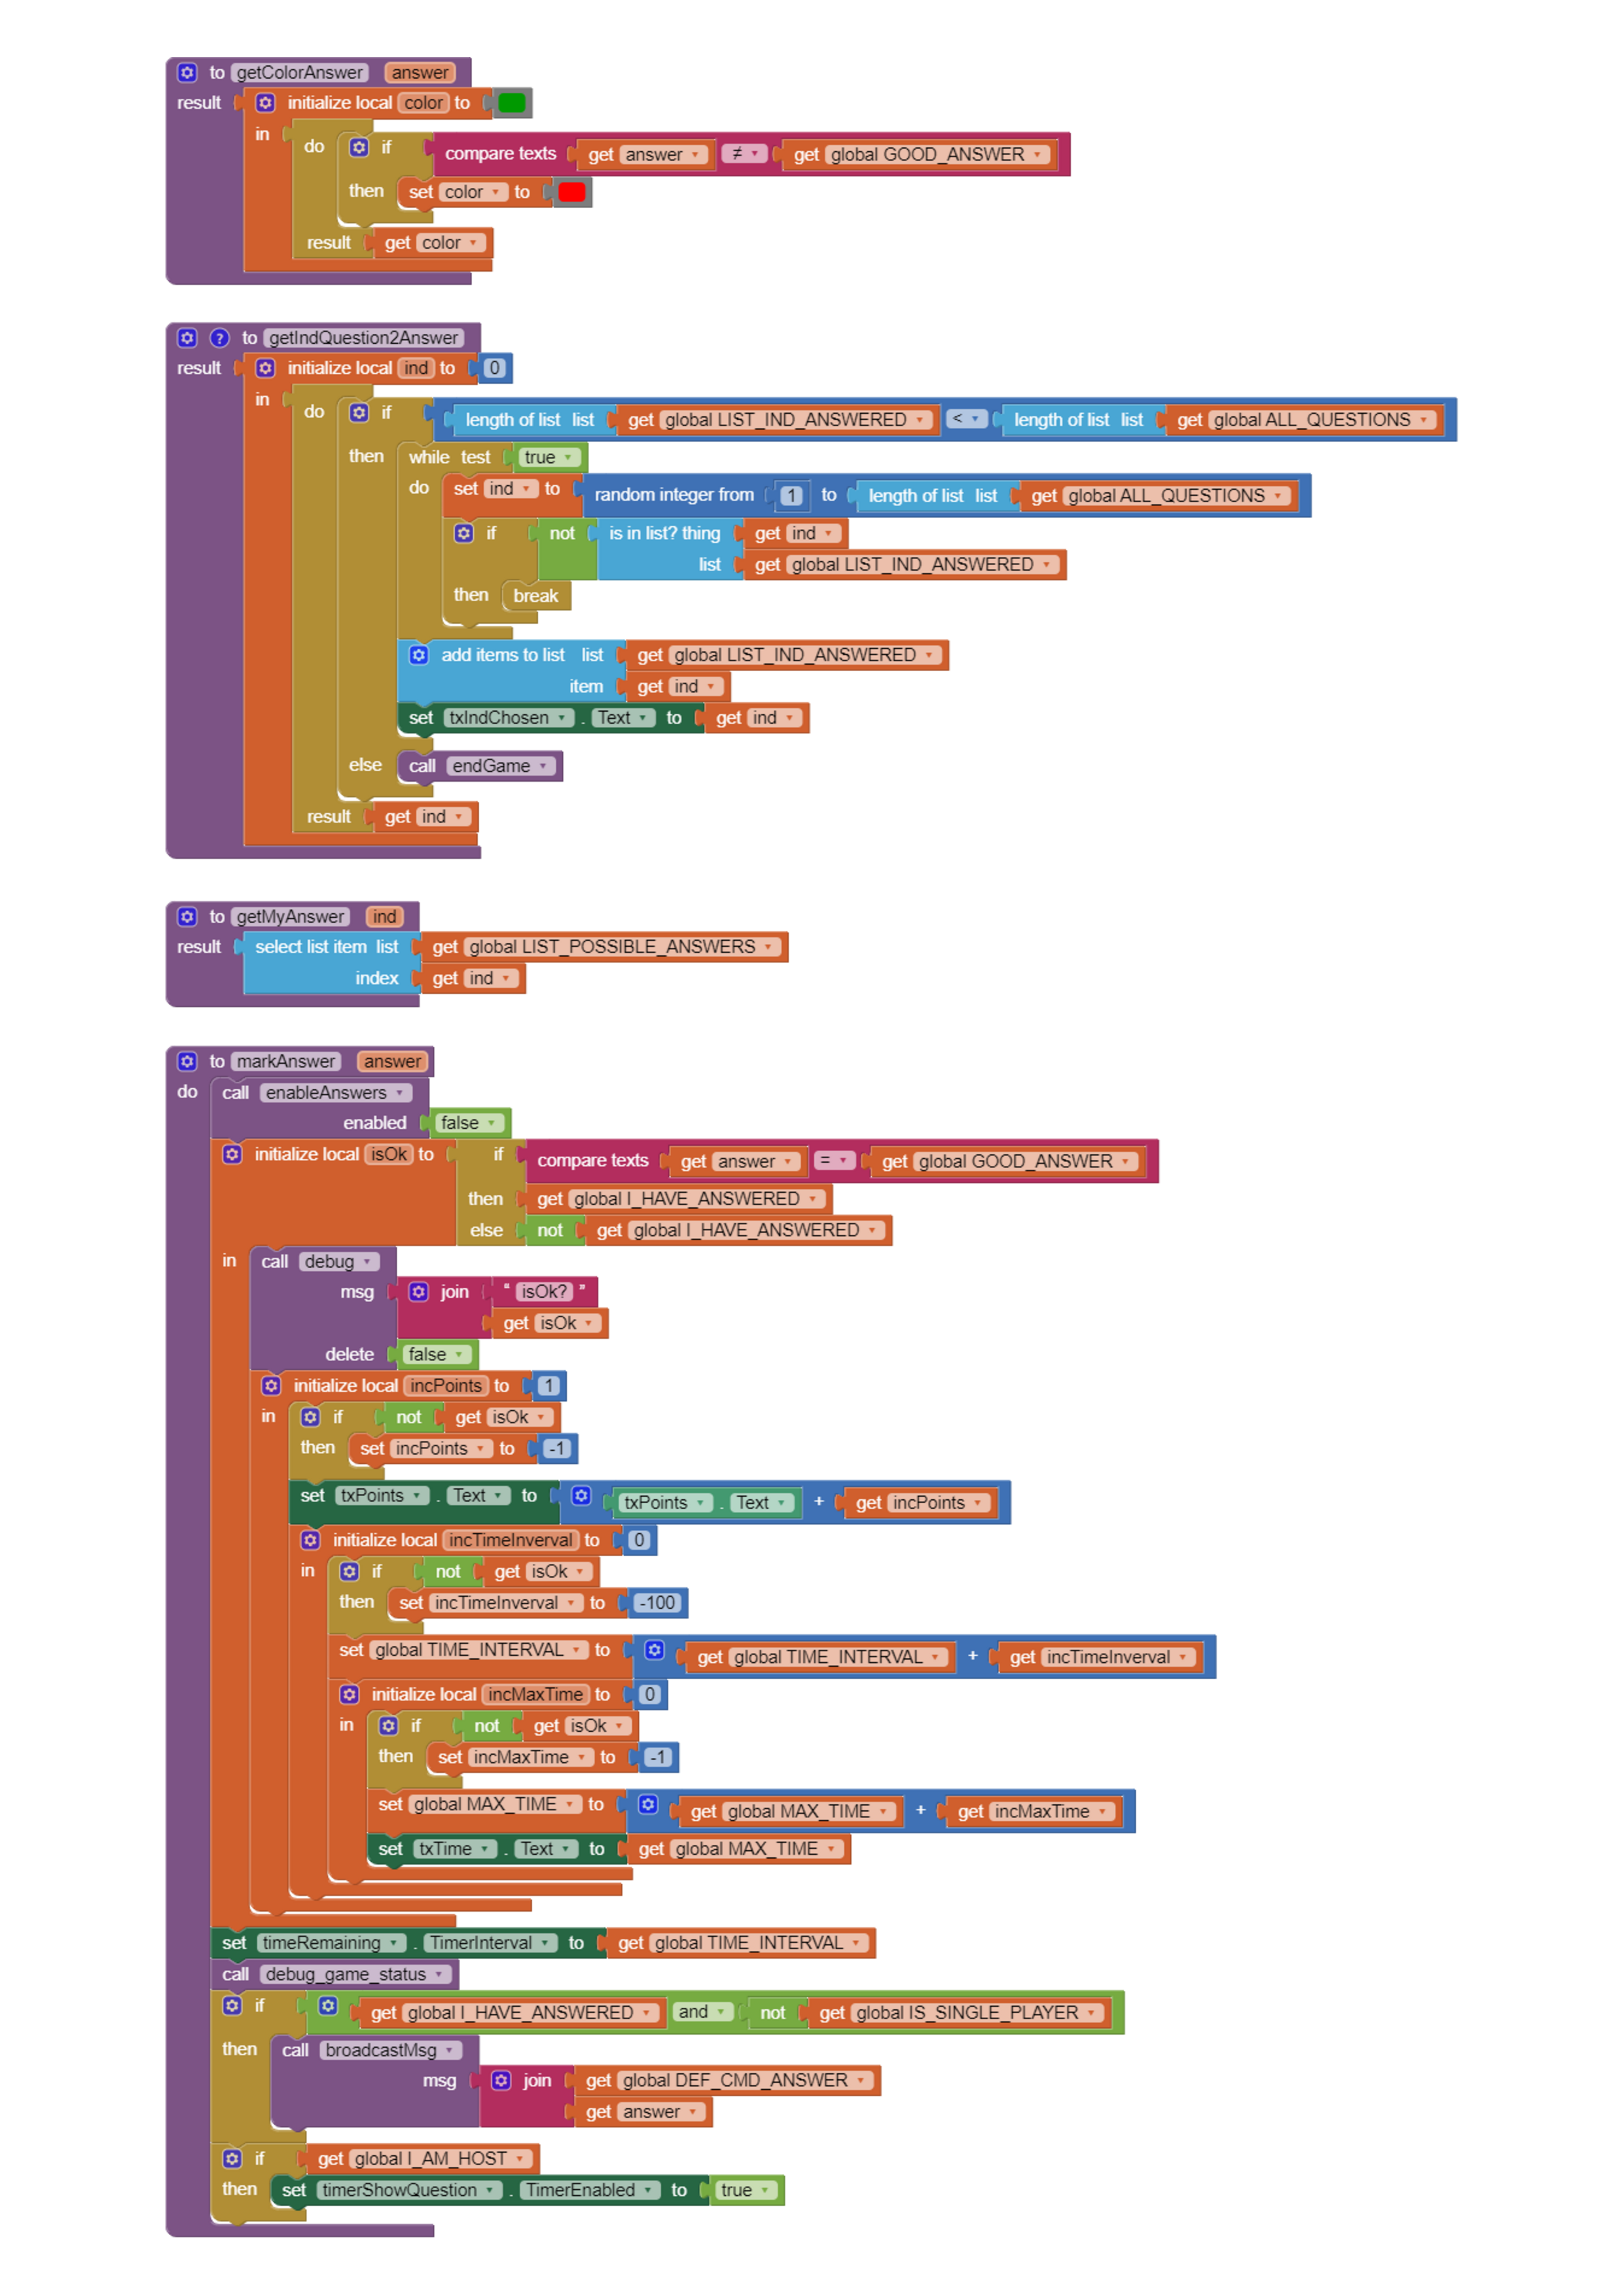 to getColorAnswer answer
result initialize local color to
in do if compare texts get answer ≠ get global GOOD_ANSWER
then set color to
result get color
? to getIndQuestion2Answer
result initialize local ind to 0
in do if length of list list get global LIST_IND_ANSWERED < length of list list get global ALL_QUESTIONS
then while test true
do set ind to random integer from 1 to length of list list get global ALL_QUESTIONS
if not is in list? thing get ind
list get global LIST_IND_ANSWERED
then break
add items to list list get global LIST_IND_ANSWERED
item get ind
set txIndChosen . Text to get ind
else call endGame
result get ind
to getMyAnswer ind
result select list item list get global LIST_POSSIBLE_ANSWERS
index get ind
to markAnswer answer
do call enableAnswers
enabled false
initialize local isOk to if compare texts get answer = get global GOOD_ANSWER
then get global I_HAVE_ANSWERED
else not get global I_HAVE_ANSWERED
in call debug
msg join " isOk? "
get isOk
delete false
initialize local incPoints to 1
in if not get isOk
then set incPoints to -1
set txPoints . Text to txPoints . Text + get incPoints
initialize local incTimeInverval to 0
in if not get isOk
then set incTimeInverval to -100
set global TIME_INTERVAL to get global TIME_INTERVAL + get incTimeInverval
initialize local incMaxTime to 0
in if not get isOk
then set incMaxTime to -1
set global MAX_TIME to get global MAX_TIME + get incMaxTime
set txTime . Text to get global MAX_TIME
set timeRemaining . TimerInterval to get global TIME_INTERVAL
call debug_game_status
if get global I_HAVE_ANSWERED and not get global IS_SINGLE_PLAYER
then call broadcastMsg
msg join get global DEF_CMD_ANSWER
get answer
if get global I_AM_HOST
then set timerShowQuestion . TimerEnabled to true